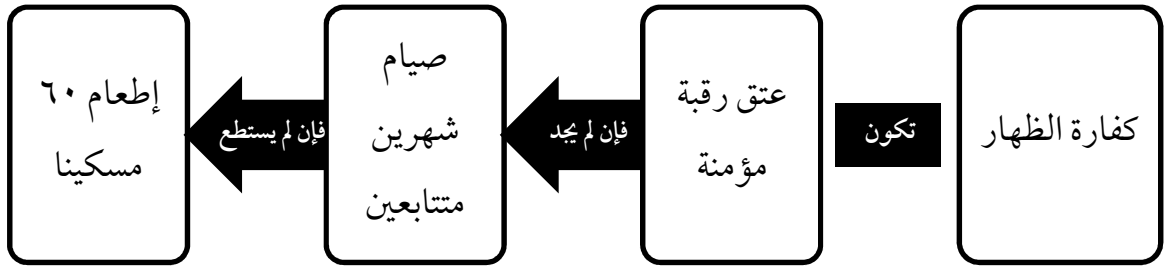 كفارة الظهار
تكون
عتق رقبة
مؤمنة
فإن لم يجد
صيام
شهرين
متتابعين
فإن لم يستطع
إطعام ٦٠
مسكينا